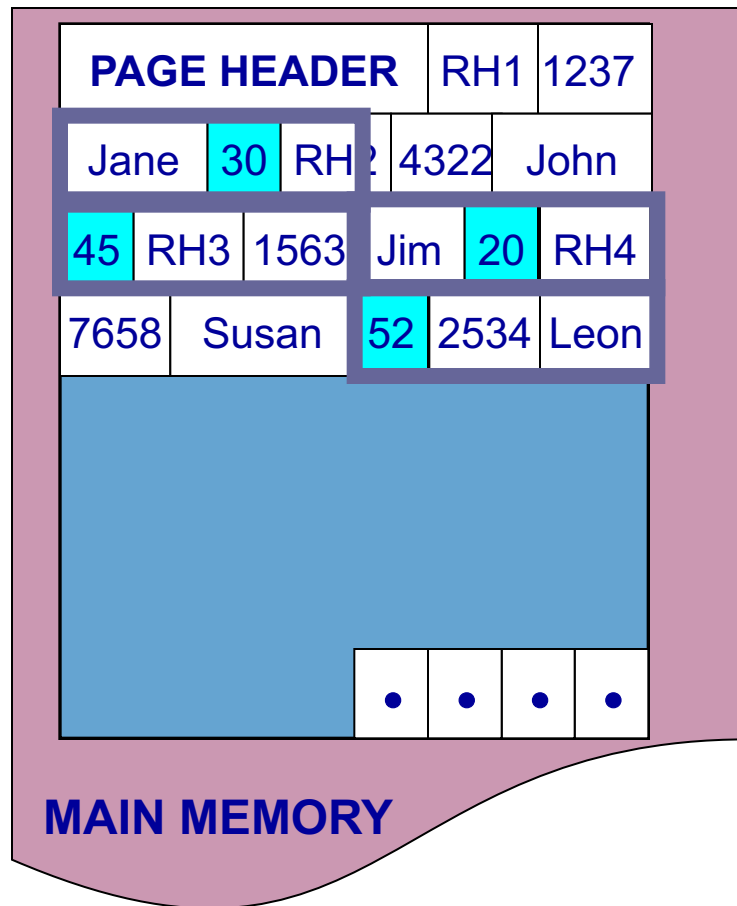 PAGE HEADER RH1 1237
Jane 30 RH2 4322 John
45 RH3 1563 Jim 20 RH4
7658 Susan 52 2534 Leon
MAIN MEMORY